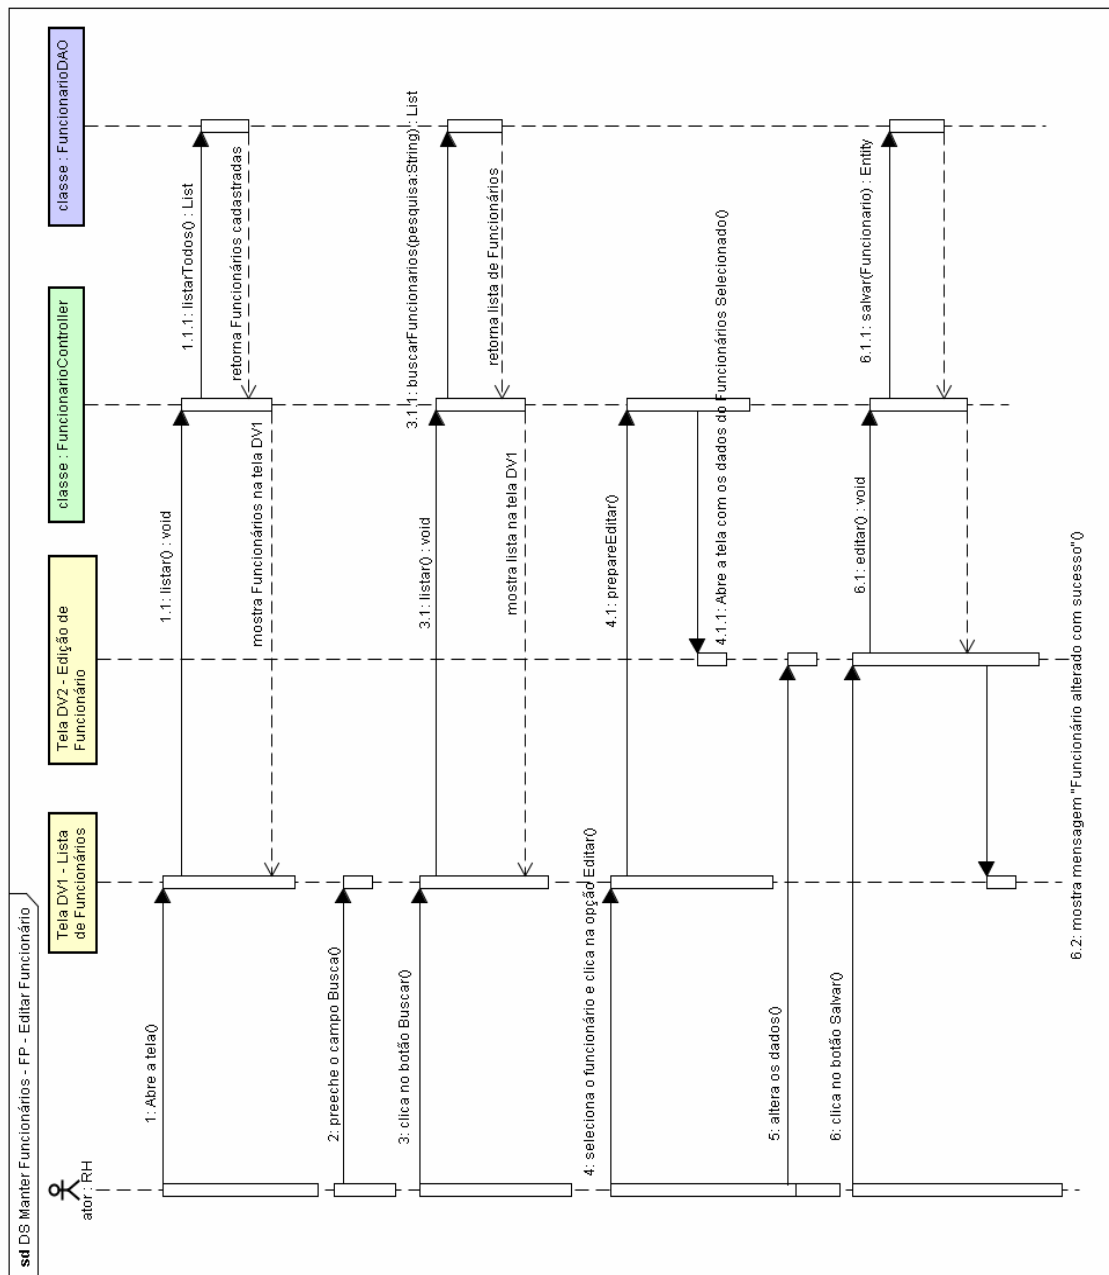 sd DS Manter Funcionários - FP - Editar Funcionário
ator : RH
Tela DV1 - Lista
de Funcionários
Tela DV2 - Edição de
Funcionário
classe : FuncionarioController
classe : FuncionarioDAO
1: Abre a tela()
1.1: listar() : void
1.1.1: listarTodos() : List
retorna Funcionários cadastradas
mostra Funcionários na tela DV1
2: preeche o campo Busca()
3: clica no botão Buscar()
3.1: listar() : void
3.1.1: buscarFuncionarios(pesquisa:String) : List
retorna lista de Funcionários
mostra lista na tela DV1
4: seleciona o funcionário e clica na opção Editar()
4.1: prepareEditar()
4.1.1: Abre a tela com os dados do Funcionários Selecionado()
5: altera os dados()
6: clica no botão Salvar()
6.1: editar() : void
6.1.1: salvar(Funcionario) : Entity
6.2: mostra mensagem "Funcionário alterado com sucesso"()